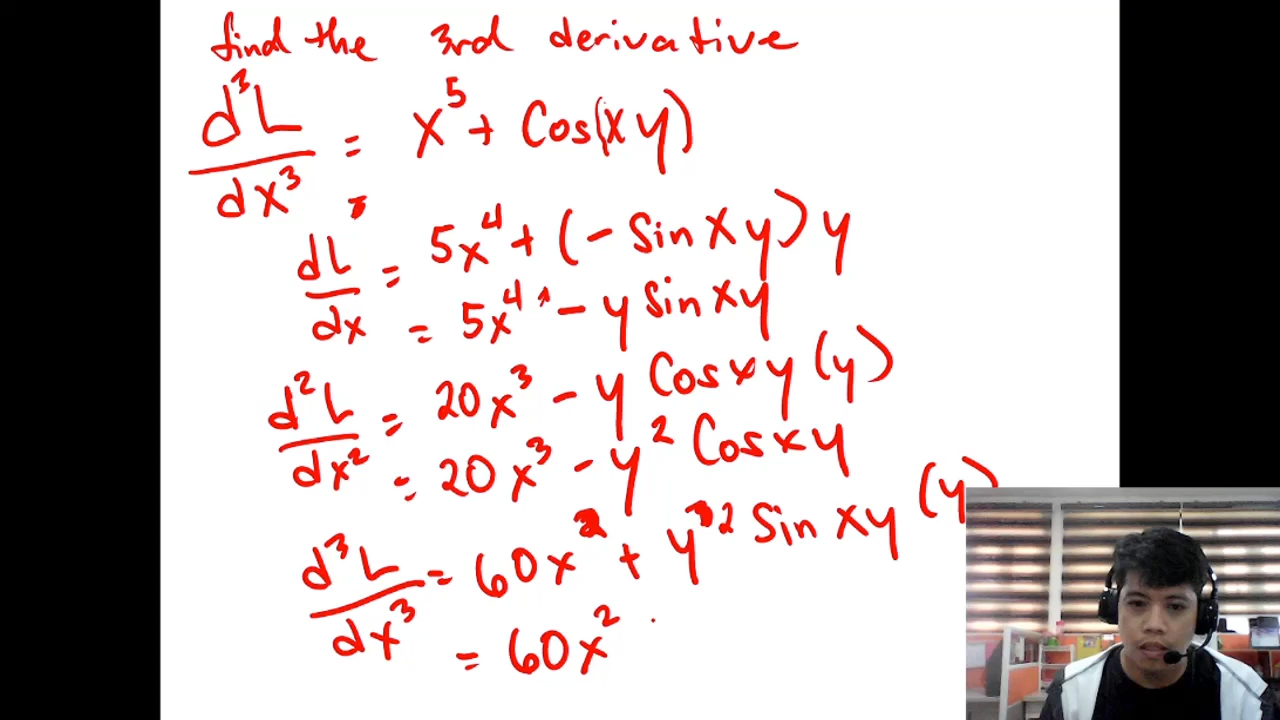 find the 3rd derivative
d³L/dx³ = x⁵ + Cos(xy)
dL/dx = 5x⁴ + (- sin xy) y
= 5x⁴ - y sin xy
d²L/dx² = 20x³ - y Cos xy (y)
= 20x³ - y² Cos xy
d³L/dx³ = 60x² + y² Sin xy (y)
= 60x²